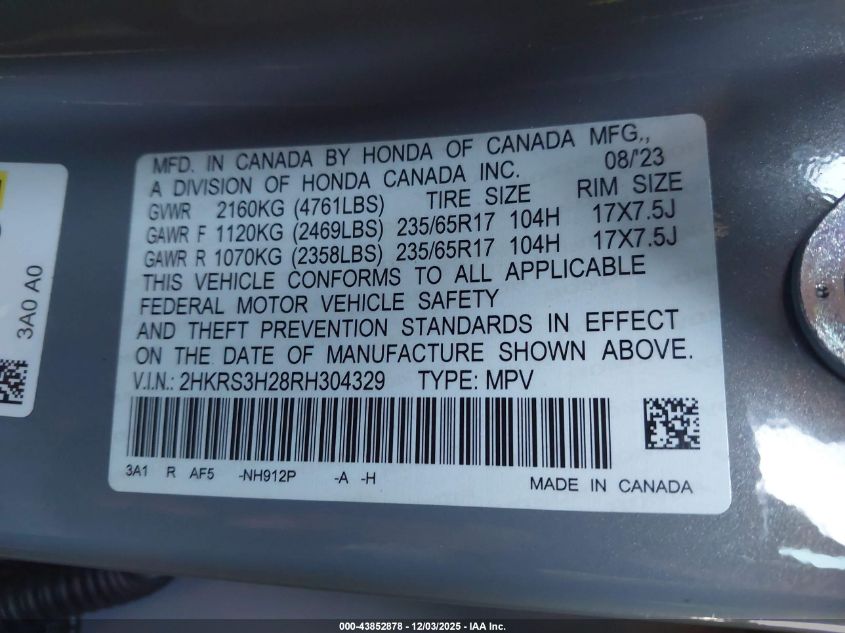 MFD. IN CANADA BY HONDA OF CANADA MFG.,
A DIVISION OF HONDA CANADA INC. 08/'23
GVWR 2160KG (4761LBS) TIRE SIZE RIM SIZE
GAWR F 1120KG (2469LBS) 235/65R17 104H 17X7.5J
GAWR R 1070KG (2358LBS) 235/65R17 104H 17X7.5J
THIS VEHICLE CONFORMS TO ALL APPLICABLE
FEDERAL MOTOR VEHICLE SAFETY
AND THEFT PREVENTION STANDARDS IN EFFECT
ON THE DATE OF MANUFACTURE SHOWN ABOVE.
V.I.N.: 2HKRS3H28RH304329 TYPE: MPV
3A1 R AF5 -NH912P -A -H
MADE IN CANADA
3A0 A0
000-43852878 - 12/03/2025 - IAA Inc.